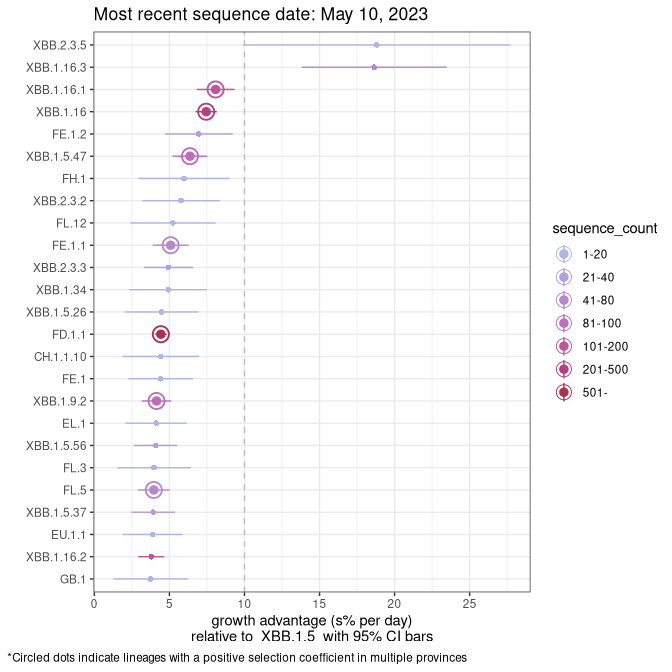 Most recent sequence date: May 10, 2023
XBB.2.3.5
XBB.1.16.3
XBB.1.16.1
XBB.1.16
FE.1.2
XBB.1.5.47
FH.1
XBB.2.3.2
FL.12
FE.1.1
XBB.2.3.3
XBB.1.34
XBB.1.5.26
FD.1.1
CH.1.1.10
FE.1
XBB.1.9.2
EL.1
XBB.1.5.56
FL.3
FL.5
XBB.1.5.37
EU.1.1
XBB.1.16.2
GB.1
0 5 10 15 20 25
growth advantage (s% per day)
relative to XBB.1.5 with 95% CI bars
sequence_count
1-20
21-40
41-80
81-100
101-200
201-500
501-
*Circled dots indicate lineages with a positive selection coefficient in multiple provinces